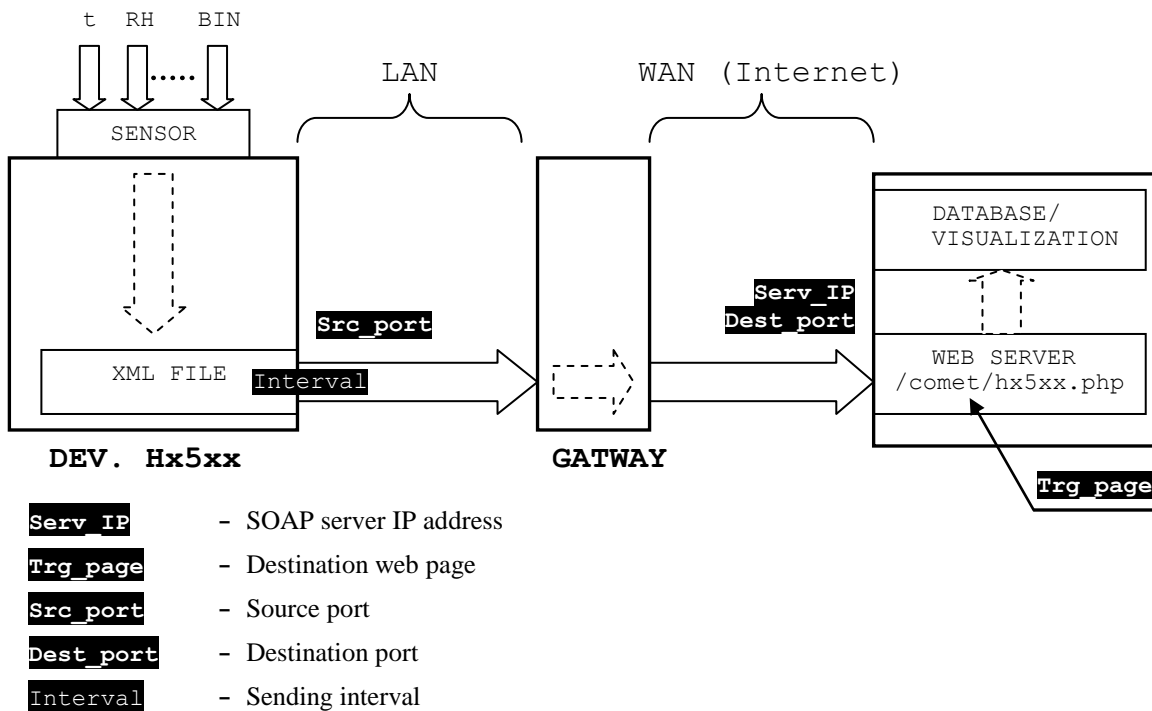 t RH BIN
.....
LAN
WAN (Internet)
SENSOR
DATABASE/
VISUALIZATION
Serv_IP
Dest_port
Src_port
XML FILE
Interval
WEB SERVER
/comet/hx5xx.php
DEV. Hx5xx
GATWAY
Trg_page
Serv_IP - SOAP server IP address
Trg_page - Destination web page
Src_port - Source port
Dest_port - Destination port
Interval - Sending interval